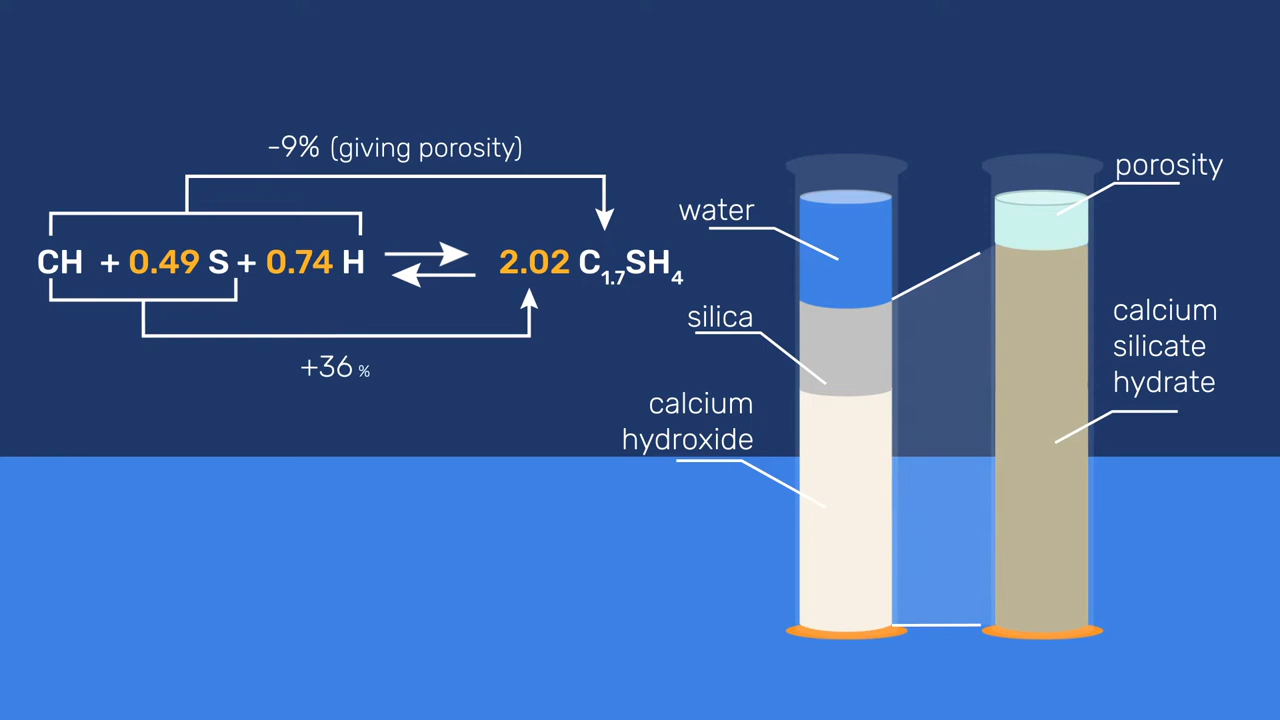 -9% (giving porosity)
CH + 0.49 S + 0.74 H ⇌ 2.02 C₁.₇SH₄
+36 %
water
silica
calcium
hydroxide
porosity
calcium
silicate
hydrate